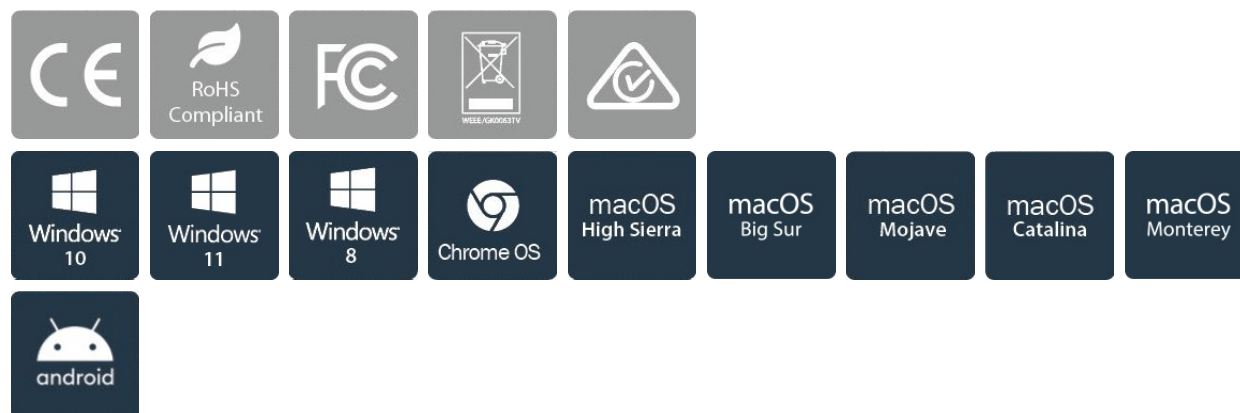 CE
RoHS
Compliant
FC
WEEE/GK0083TV
Windows
10
Windows
11
Windows
8
Chrome OS
macOS
High Sierra
macOS
Big Sur
macOS
Mojave
macOS
Catalina
macOS
Monterey
android